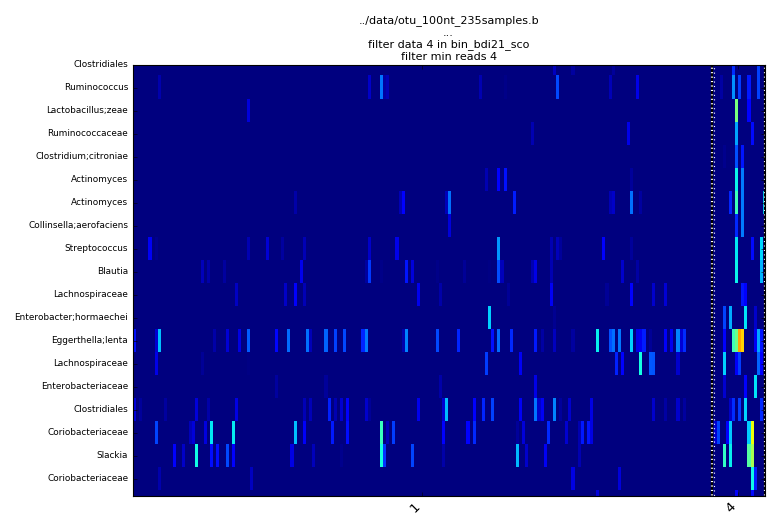 ../data/otu_100nt_235samples.b
...
filter data 4 in bin_bdi21_sco
filter min reads 4
Clostridiales
Ruminococcus
Lactobacillus;zeae
Ruminococcaceae
Clostridium;citroniae
Actinomyces
Actinomyces
Collinsella;aerofaciens
Streptococcus
Blautia
Lachnospiraceae
Enterobacter;hormaechei
Eggerthella;lenta
Lachnospiraceae
Enterobacteriaceae
Clostridiales
Coriobacteriaceae
Slackia
Coriobacteriaceae
1
4